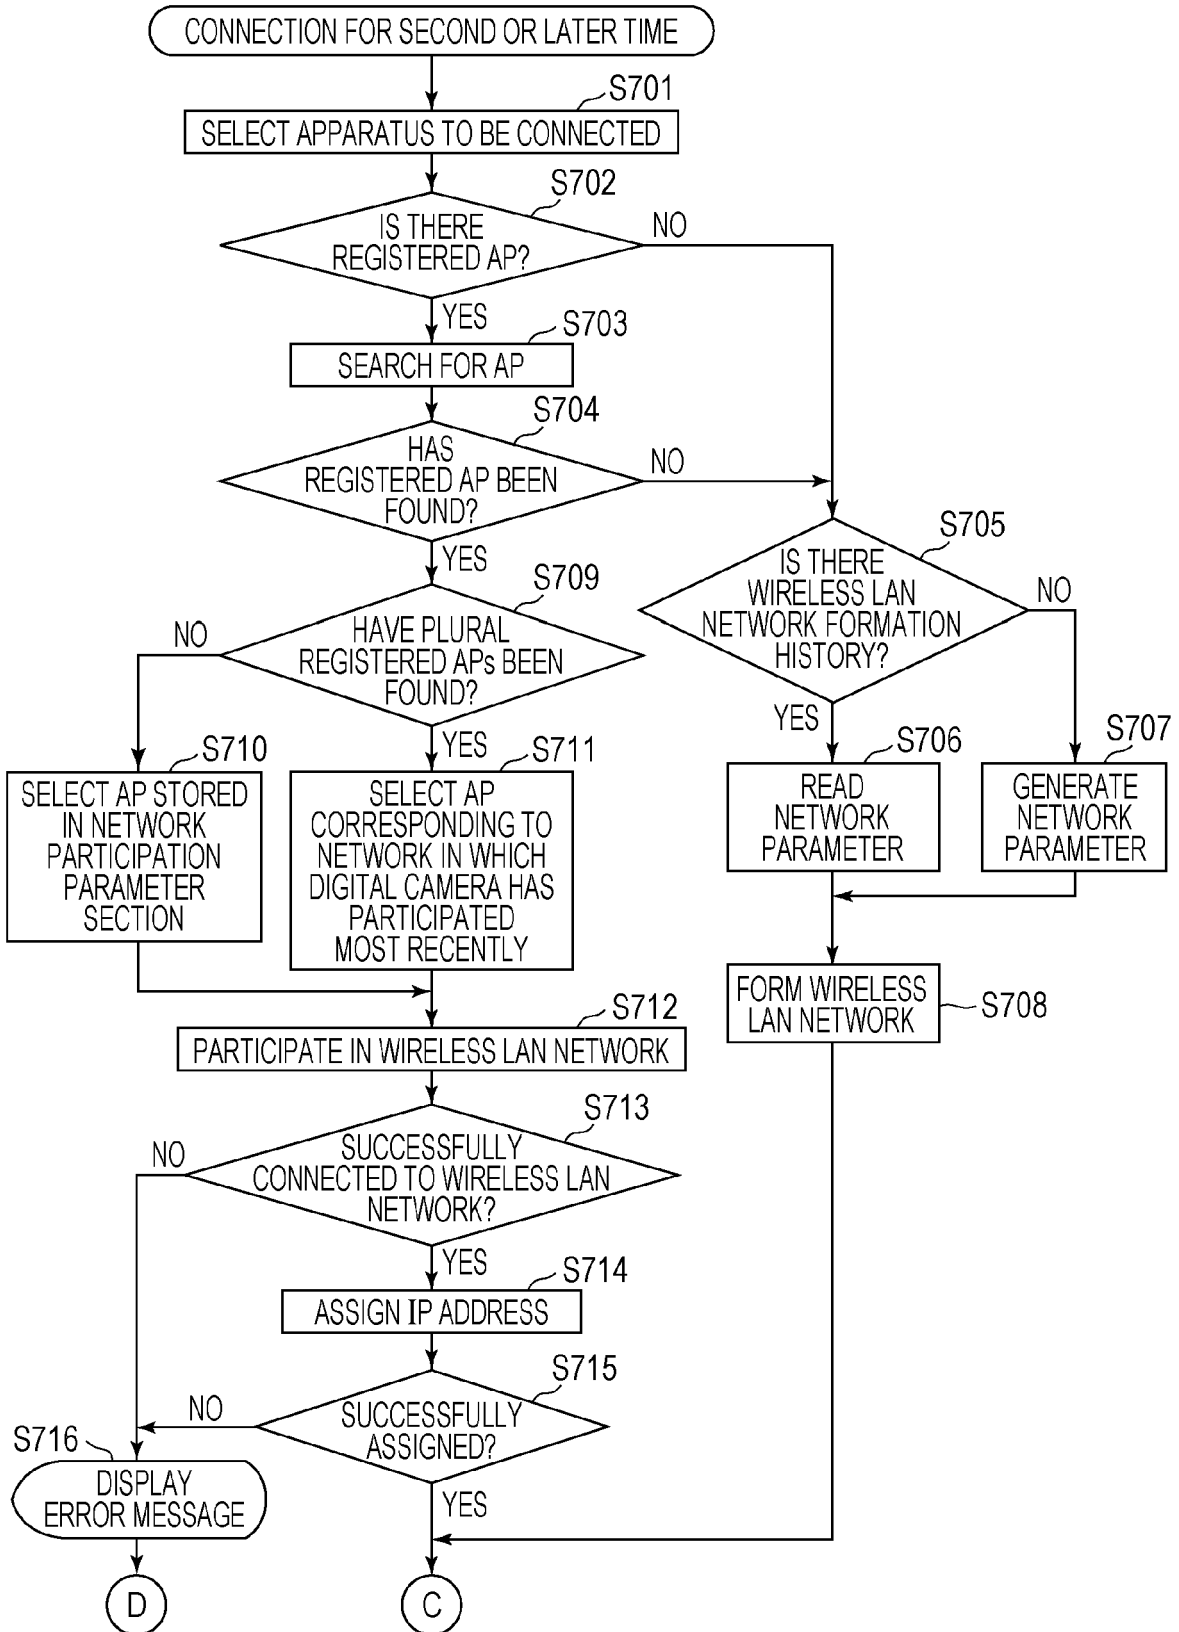 CONNECTION FOR SECOND OR LATER TIME
S701
SELECT APPARATUS TO BE CONNECTED
S702
IS THERE
REGISTERED AP?
NO
YES
S703
SEARCH FOR AP
S704
HAS
REGISTERED AP BEEN
FOUND?
NO
YES
S705
IS THERE
WIRELESS LAN
NETWORK FORMATION
HISTORY?
NO
YES
S709
HAVE PLURAL
REGISTERED APs BEEN
FOUND?
NO
YES
S710
SELECT AP STORED
IN NETWORK
PARTICIPATION
PARAMETER
SECTION
S711
SELECT AP
CORRESPONDING TO
NETWORK IN WHICH
DIGITAL CAMERA HAS
PARTICIPATED
MOST RECENTLY
S706
READ
NETWORK
PARAMETER
S707
GENERATE
NETWORK
PARAMETER
FORM WIRELESS
LAN NETWORK
S708
S712
PARTICIPATE IN WIRELESS LAN NETWORK
S713
SUCCESSFULLY
CONNECTED TO WIRELESS LAN
NETWORK?
NO
YES
S714
ASSIGN IP ADDRESS
S715
SUCCESSFULLY
ASSIGNED?
NO
YES
S716
DISPLAY
ERROR MESSAGE
D
C